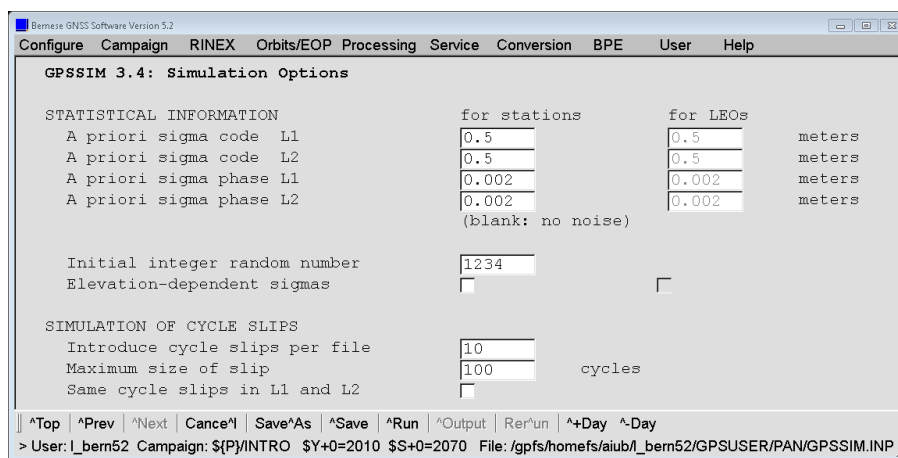 Bernese GNSS Software Version 5.2
Configure Campaign RINEX Orbits/EOP Processing Service Conversion BPE User Help
GPSSIM 3.4: Simulation Options
STATISTICAL INFORMATION for stations for LEOs
A priori sigma code L1 0.5 0.5 meters
A priori sigma code L2 0.5 0.5 meters
A priori sigma phase L1 0.002 0.002 meters
A priori sigma phase L2 0.002 0.002 meters
(blank: no noise)
Initial integer random number 1234
Elevation-dependent sigmas
SIMULATION OF CYCLE SLIPS
Introduce cycle slips per file 10
Maximum size of slip 100 cycles
Same cycle slips in L1 and L2
^Top | ^Prev | ^Next | Cance^l | Save^As | ^Save | ^Run | ^Output | Rer^un | ^+Day ^-Day
> User: l_bern52 Campaign: ${P}/INTRO $Y+0=2010 $S+0=2070 File: /gpfs/homefs/aiub/l_bern52/GPSUSER/PAN/GPSSIM.INP